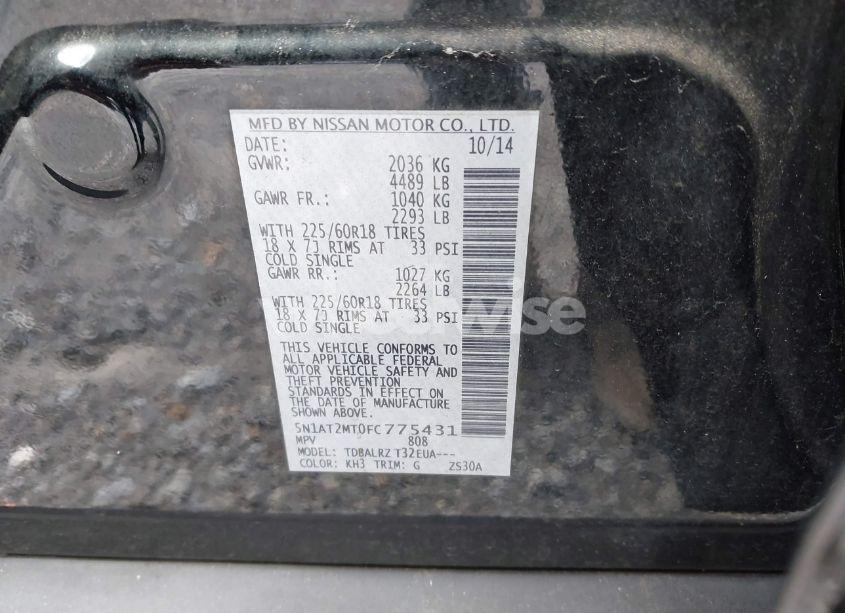 MFD BY NISSAN MOTOR CO., LTD.
DATE: 10/14
GVWR: 2036 KG
4489 LB
GAWR FR.: 1040 KG
2293 LB
WITH 225/60R18 TIRES
18 X 7J RIMS AT 33 PSI
COLD SINGLE
GAWR RR.: 1027 KG
2264 LB
WITH 225/60R18 TIRES
18 X 7J RIMS AT 33 PSI
COLD SINGLE
THIS VEHICLE CONFORMS TO
ALL APPLICABLE FEDERAL
MOTOR VEHICLE SAFETY AND
THEFT PREVENTION
STANDARDS IN EFFECT ON
THE DATE OF MANUFACTURE
SHOWN ABOVE.
5N1AT2MT0FC775431
MPV 808
MODEL: TDBALRZ T32EUA---
COLOR: KH3 TRIM: G ZS30A